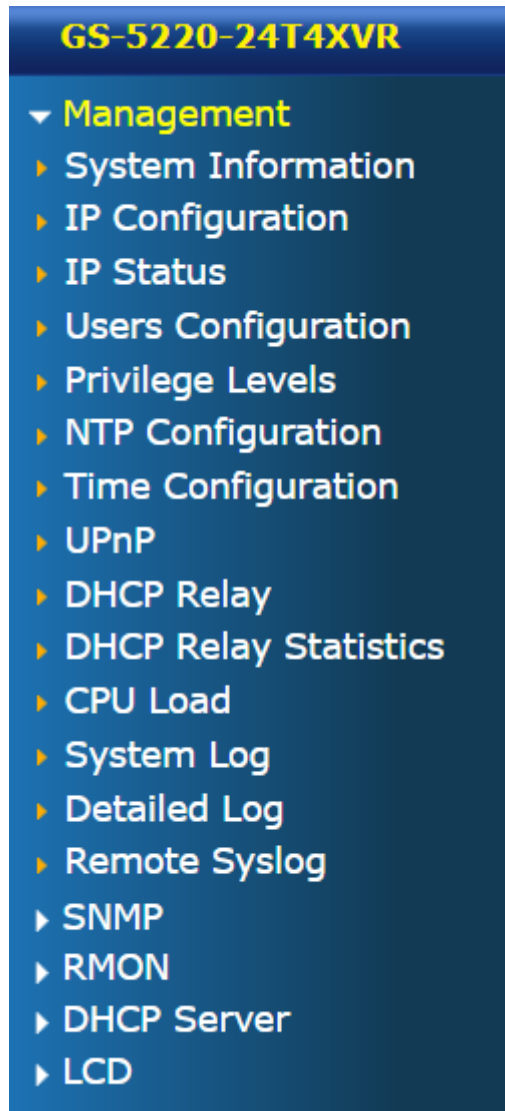 GS-5220-24T4XVR
Management
System Information
IP Configuration
IP Status
Users Configuration
Privilege Levels
NTP Configuration
Time Configuration
UPnP
DHCP Relay
DHCP Relay Statistics
CPU Load
System Log
Detailed Log
Remote Syslog
SNMP
RMON
DHCP Server
LCD